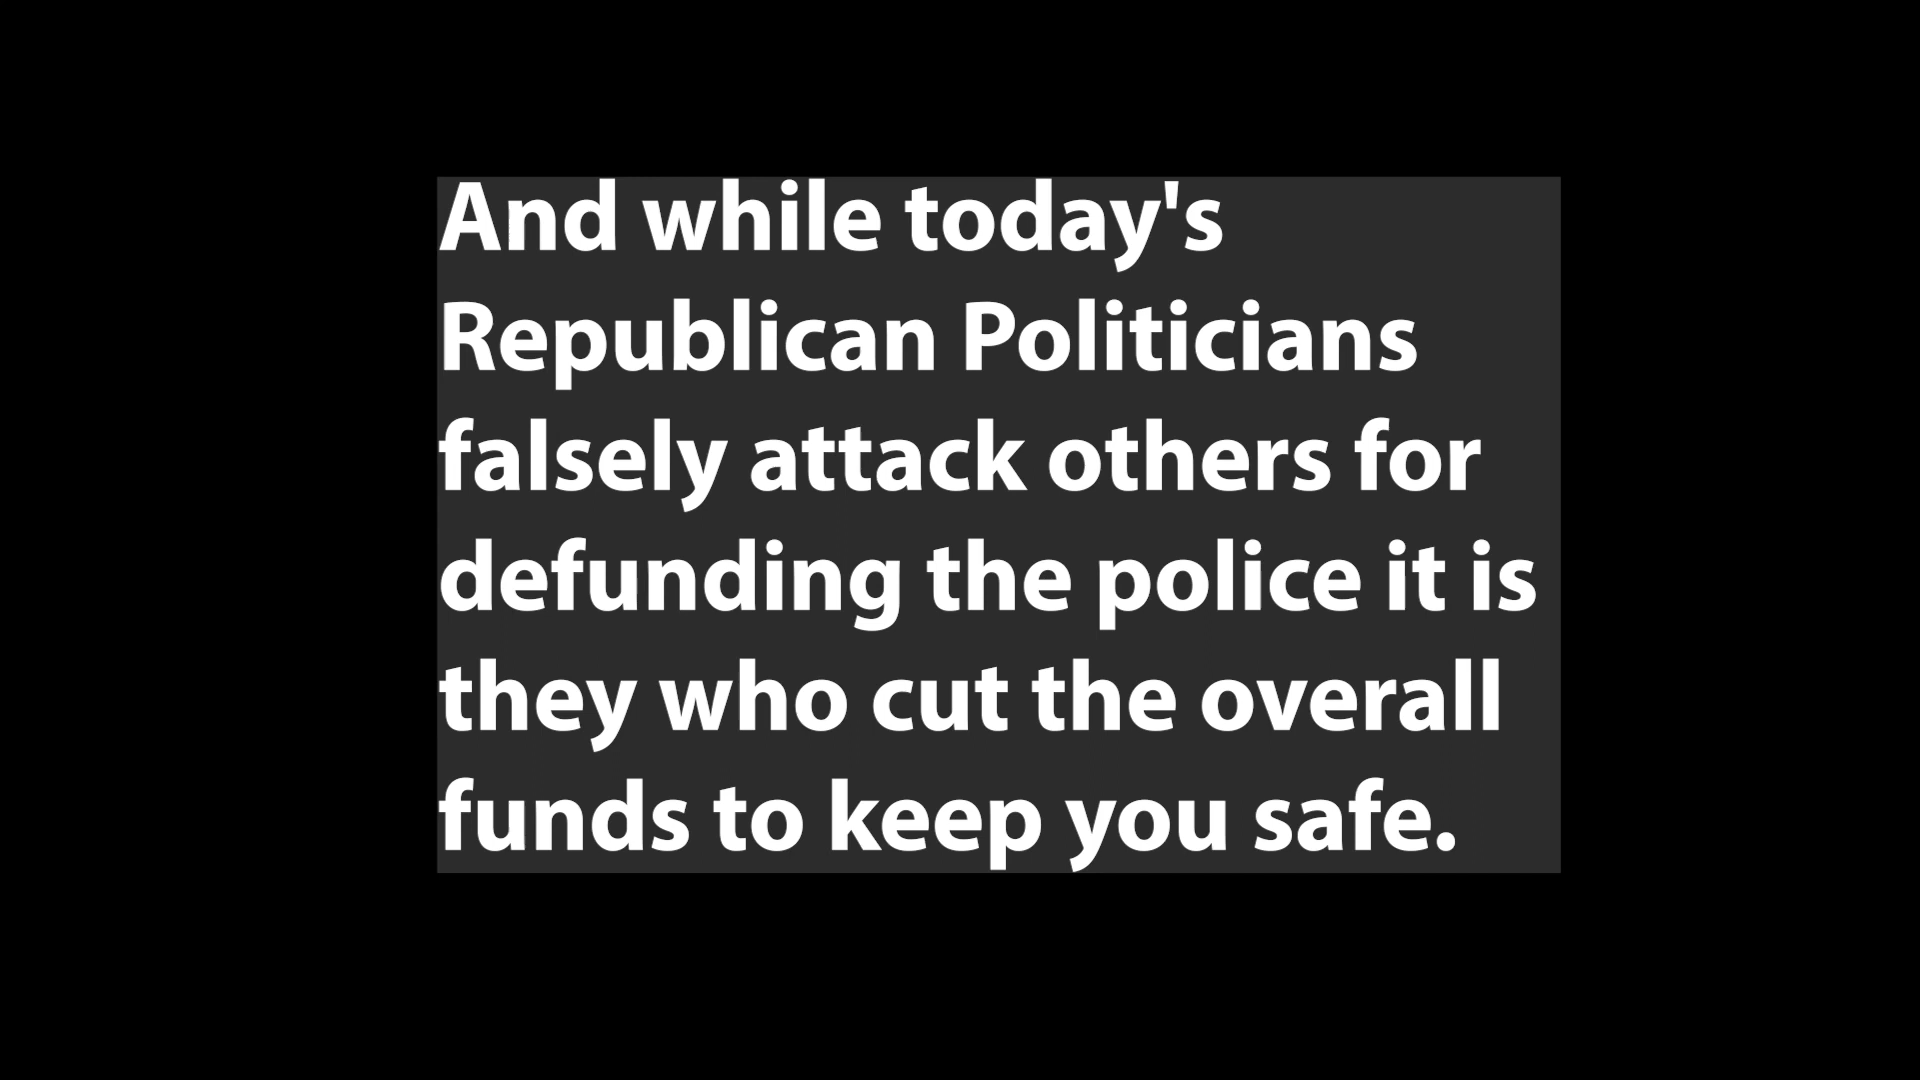 And while today's
Republican Politicians
falsely attack others for
defunding the police it is
they who cut the overall
funds to keep you safe.